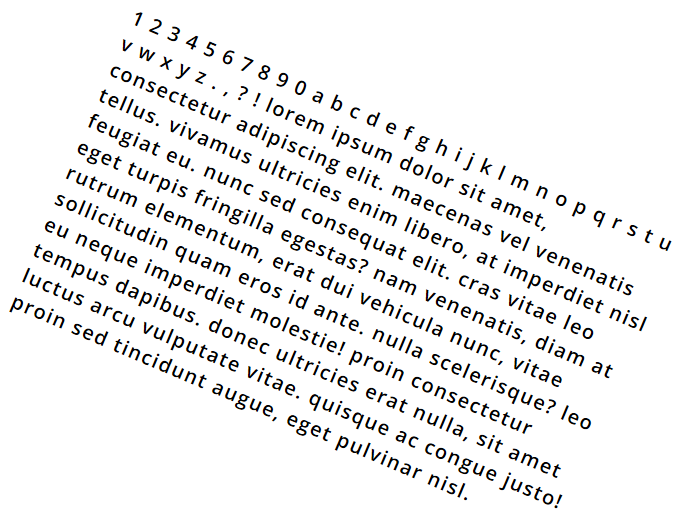 1 2 3 4 5 6 7 8 9 0 a b c d e f g h i j k l m n o p q r s t u
v w x y z . , ? ! lorem ipsum dolor sit amet,
consectetur adipiscing elit. maecenas vel venenatis
tellus. vivamus ultricies enim libero, at imperdiet nisl
feugiat eu. nunc sed consequat elit. cras vitae leo
eget turpis fringilla egestas? nam venenatis, diam at
rutrum elementum, erat dui vehicula nunc, vitae
sollicitudin quam eros id ante. nulla scelerisque? leo
eu neque imperdiet molestie! proin consectetur
tempus dapibus. donec ultricies erat nulla, sit amet
luctus arcu vulputate vitae. quisque ac congue justo!
proin sed tincidunt augue, eget pulvinar nisl.